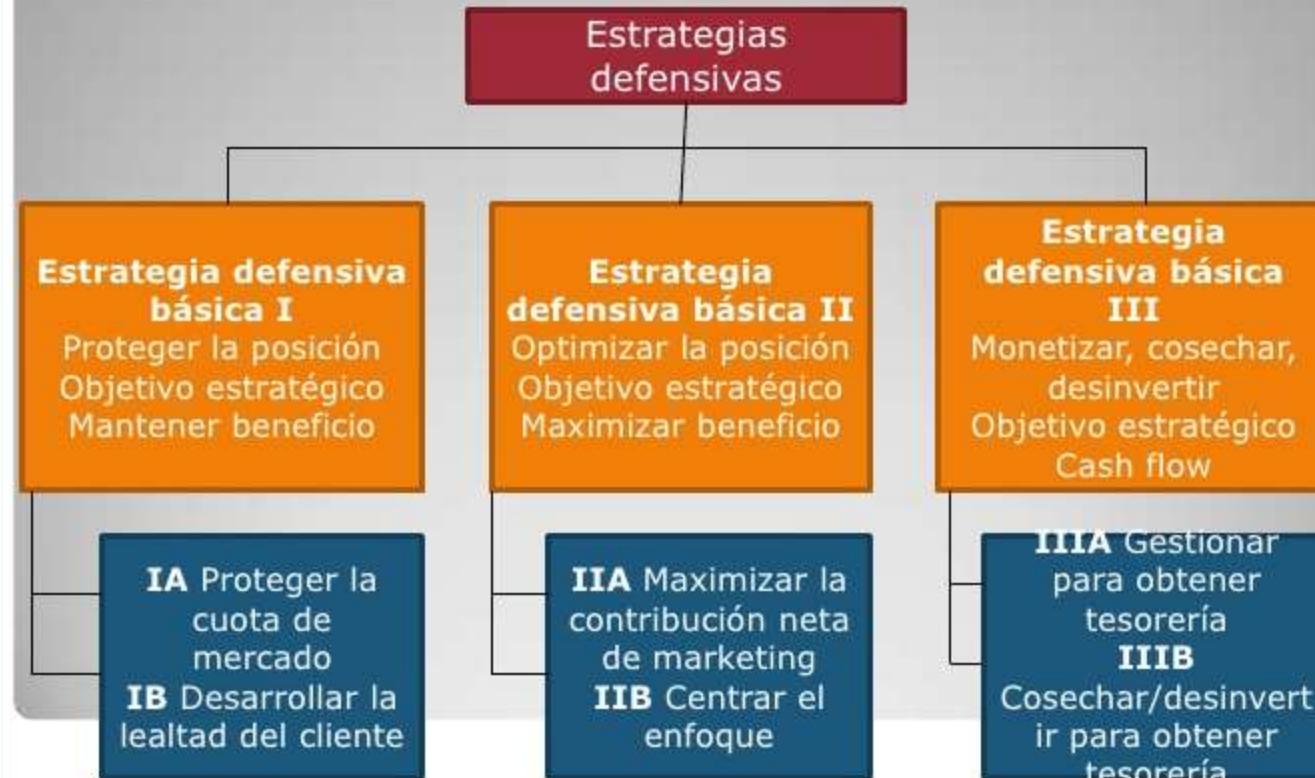 Estrategias
defensivas
Estrategia defensiva
básica I
Proteger la posición
Objetivo estratégico
Mantener beneficio
Estrategia
defensiva básica II
Optimizar la posición
Objetivo estratégico
Maximizar beneficio
Estrategia
defensiva básica
III
Monetizar, cosechar,
desinvertir
Objetivo estratégico
Cash flow
IA Proteger la
cuota de
mercado
IB Desarrollar la
lealtad del cliente
IIA Maximizar la
contribución neta
de marketing
IIB Centrar el
enfoque
IIIA Gestionar
para obtener
tesorería
IIIB
Cosechar/desinvert
ir para obtener
tesorería